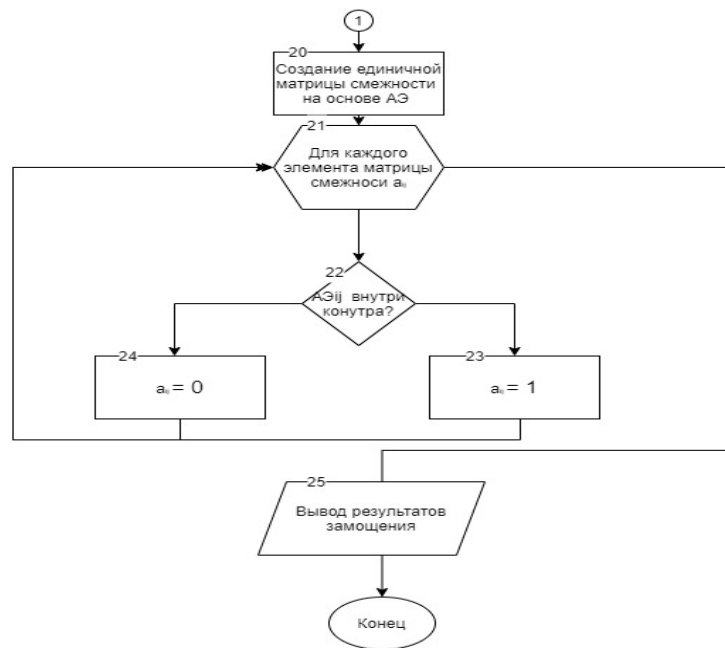 1
20
Создание единичной
матрицы смежности
на основе АЭ
21
Для каждого
элемента матрицы
смежноси aᵢⱼ
22
АЭij внутри
конутра?
24
aᵢⱼ = 0
23
aᵢⱼ = 1
25
Вывод результатов
замощения
Конец